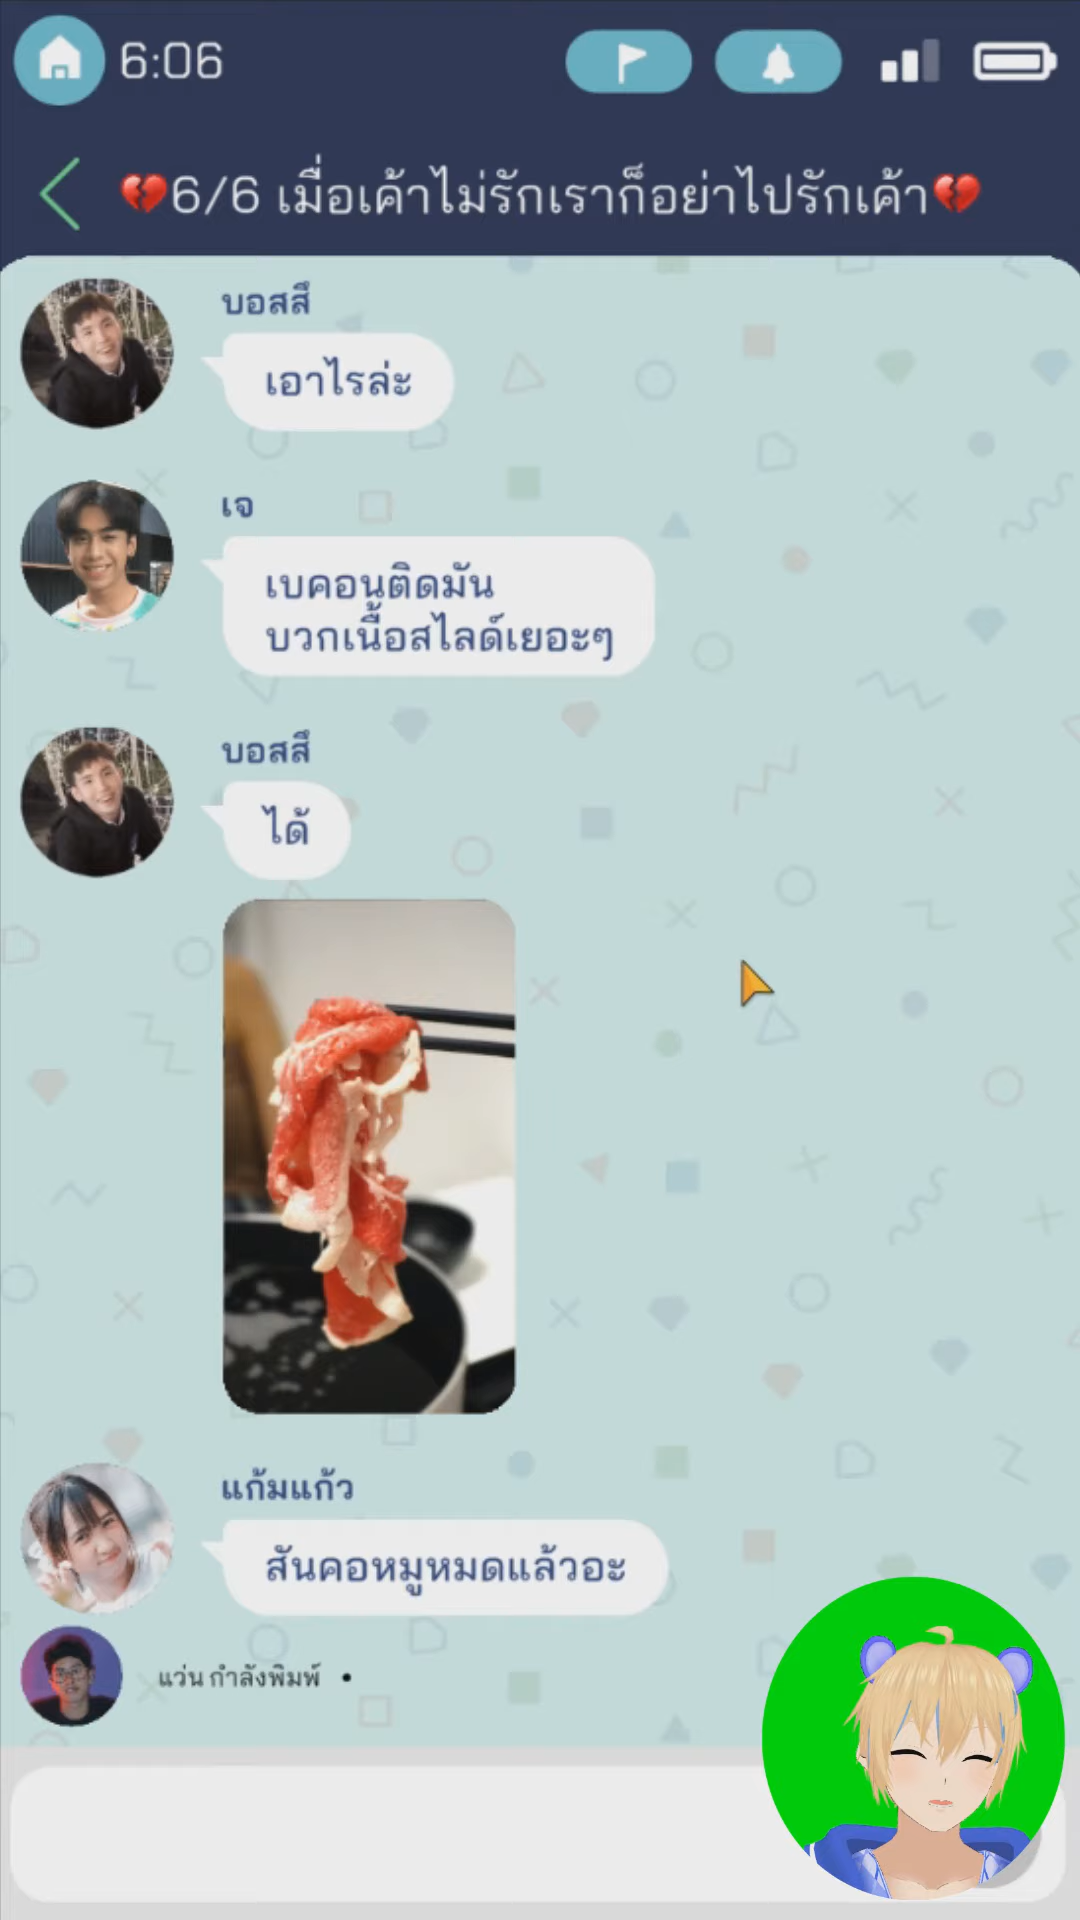 6:06
💔6/6 เมื่อเค้าไม่รักเราก็อย่าไปรักเค้า💔
บอสสึ
เอาไรล่ะ
เจ
เบคอนติดมัน
บวกเนื้อสไลด์เยอะๆ
บอสสึ
ได้
แก้มแก้ว
สันคอหมูหมดแล้วอะ
แว่น กำลังพิมพ์ •